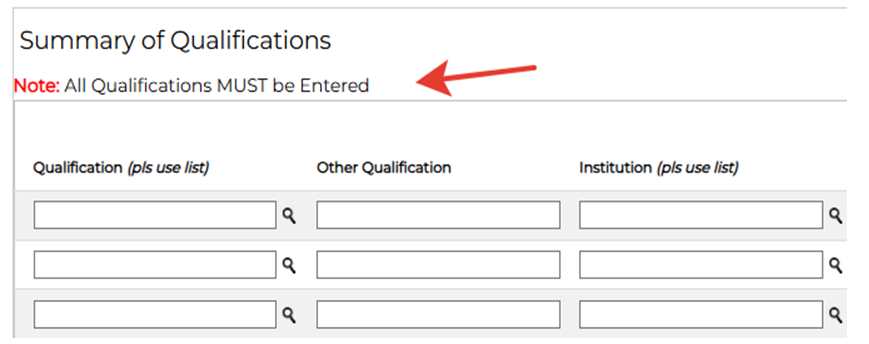 Summary of Qualifications
Note: All Qualifications MUST be Entered
Qualification (pls use list) Other Qualification Institution (pls use list)